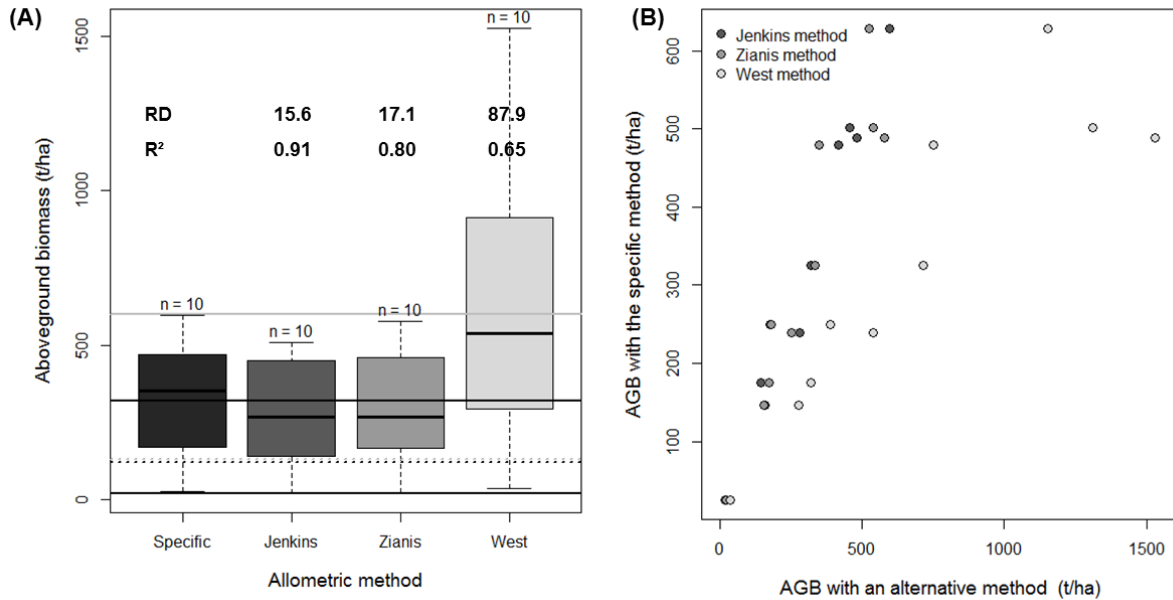 (A)
Aboveground biomass (t/ha)
1500
1000
500
0
n = 10
n = 10
n = 10
n = 10
RD 15.6 17.1 87.9
R² 0.91 0.80 0.65
Specific Jenkins Zianis West
Allometric method
(B)
AGB with the specific method (t/ha)
600
500
400
300
200
100
Jenkins method
Zianis method
West method
0 500 1000 1500
AGB with an alternative method (t/ha)